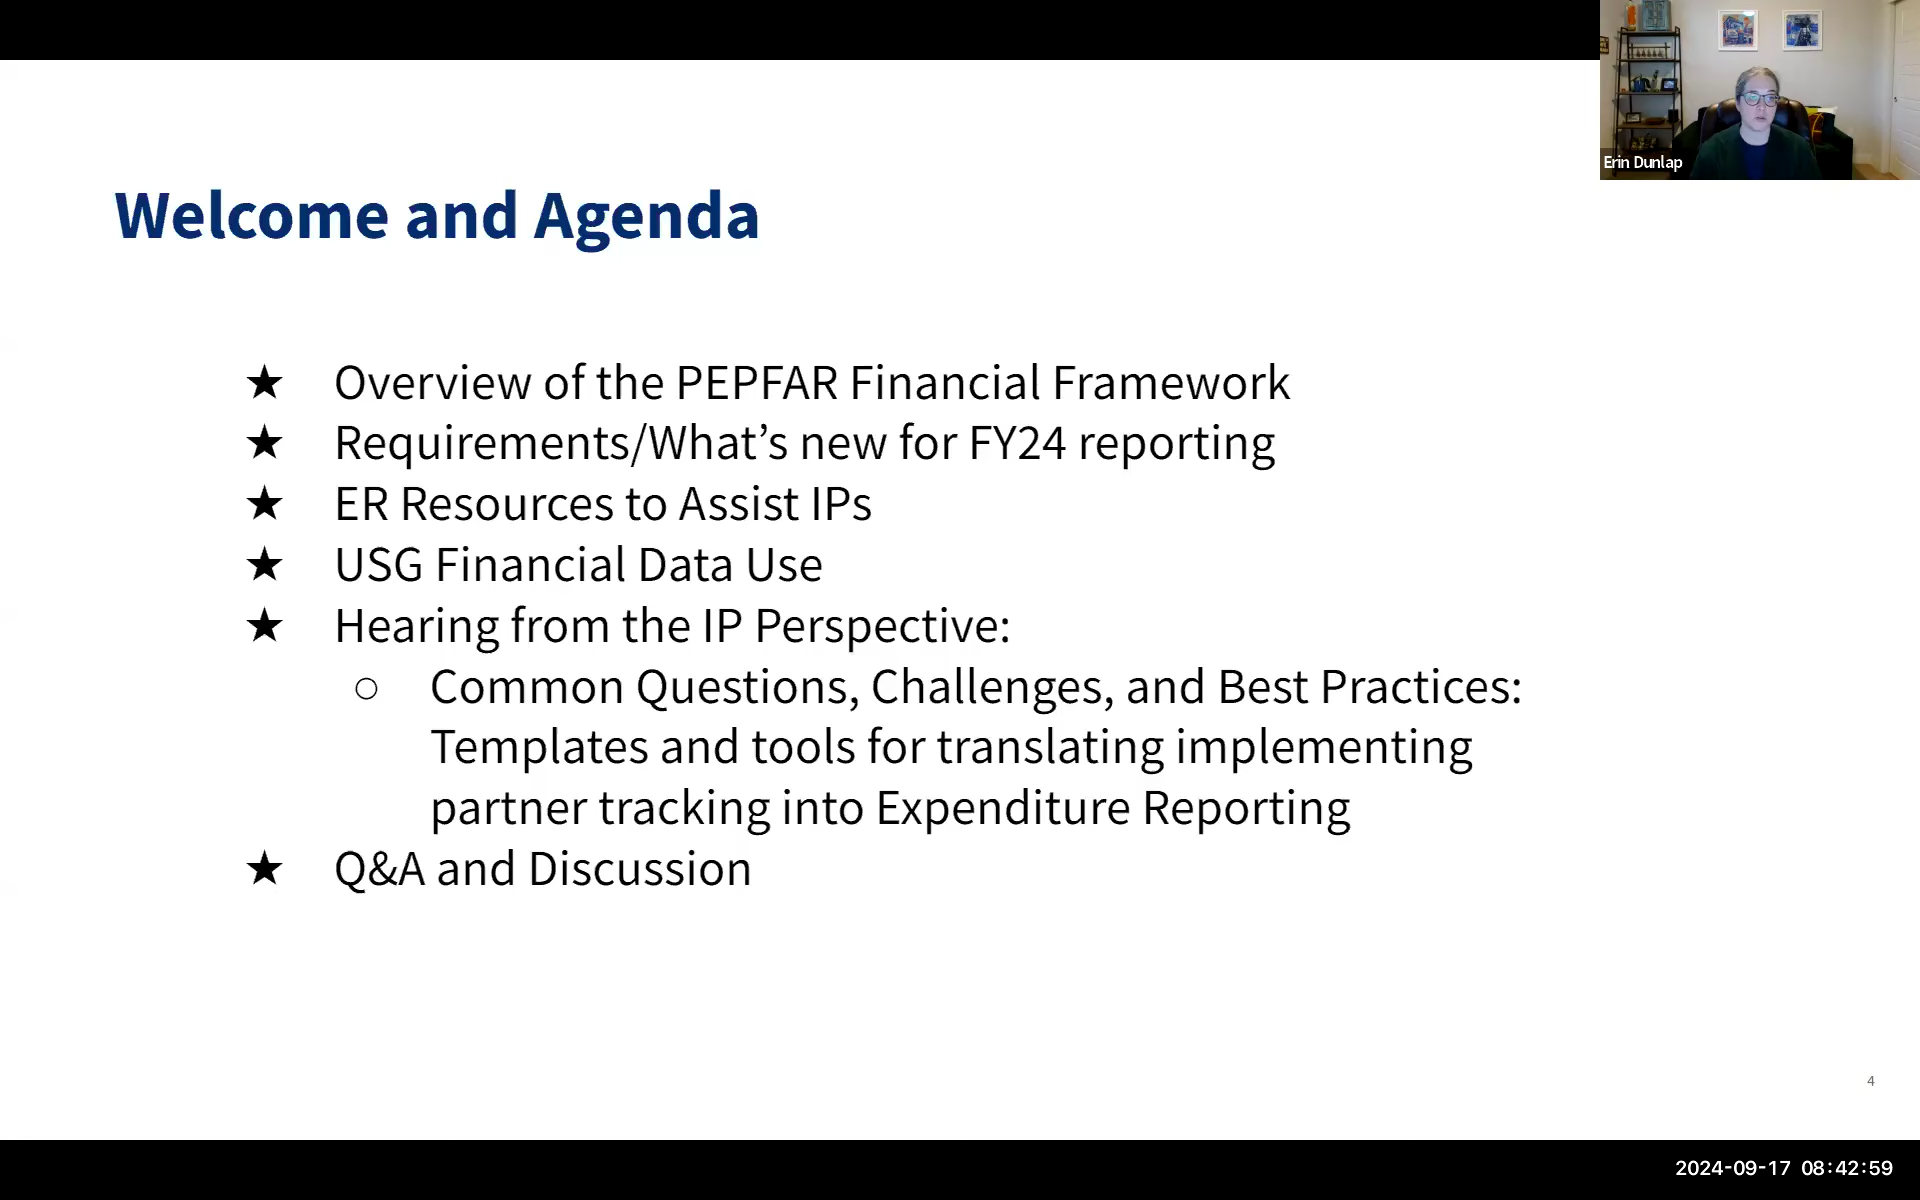 Erin Dunlap
Welcome and Agenda
★ Overview of the PEPFAR Financial Framework
★ Requirements/What’s new for FY24 reporting
★ ER Resources to Assist IPs
★ USG Financial Data Use
★ Hearing from the IP Perspective:
○ Common Questions, Challenges, and Best Practices:
Templates and tools for translating implementing
partner tracking into Expenditure Reporting
★ Q&A and Discussion
4
2024-09-17 08:42:59